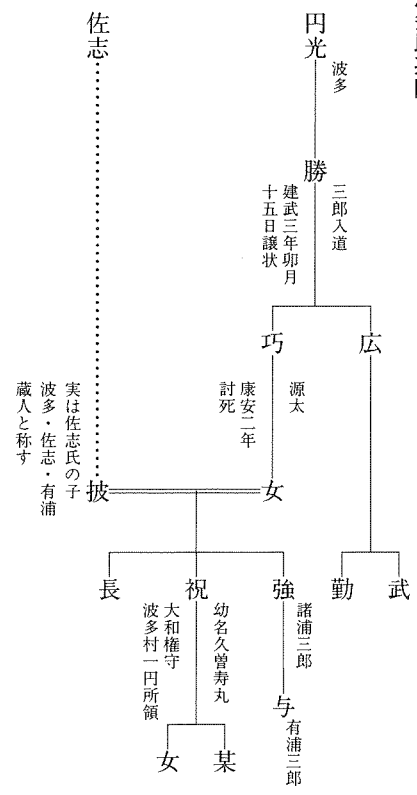 円光
波多
勝
三郎入道
建武三年卯月
十五日譲状
広
巧
源太
康安二年
討死
女
佐志
披
実は佐志氏の子
波多・佐志・有浦
蔵人と称す
武
勤
強
諸浦三郎
祝
幼名久曽寿丸
大和権守
波多村一円所領
長
与
有浦三郎
某
女